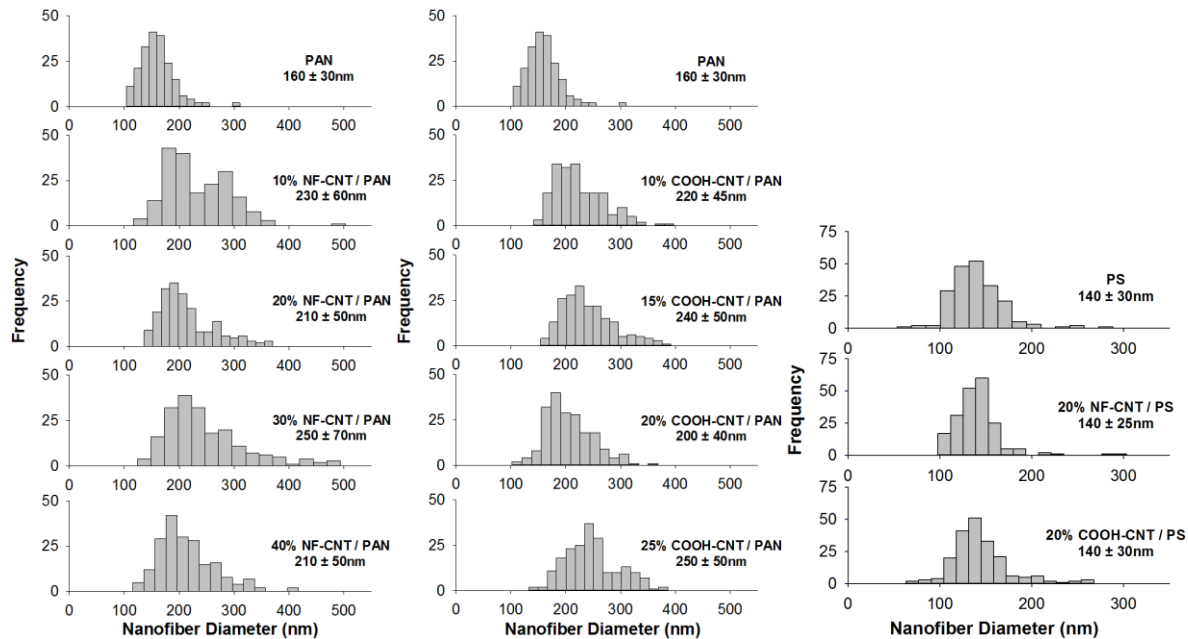 50
25
0
PAN
160 ± 30nm
0 100 200 300 400 500
50
25
0
10% NF-CNT / PAN
230 ± 60nm
0 100 200 300 400 500
50
25
0
20% NF-CNT / PAN
210 ± 50nm
0 100 200 300 400 500
50
25
0
30% NF-CNT / PAN
250 ± 70nm
0 100 200 300 400 500
50
25
0
40% NF-CNT / PAN
210 ± 50nm
0 100 200 300 400 500
Frequency
Nanofiber Diameter (nm)
50
25
0
PAN
160 ± 30nm
0 100 200 300 400 500
50
25
0
10% COOH-CNT / PAN
220 ± 45nm
0 100 200 300 400 500
50
25
0
15% COOH-CNT / PAN
240 ± 50nm
0 100 200 300 400 500
50
25
0
20% COOH-CNT / PAN
200 ± 40nm
0 100 200 300 400 500
50
25
0
25% COOH-CNT / PAN
250 ± 50nm
0 100 200 300 400 500
Frequency
Nanofiber Diameter (nm)
75
50
25
0
PS
140 ± 30nm
0 100 200 300
75
50
25
0
20% NF-CNT / PS
140 ± 25nm
0 100 200 300
75
50
25
0
20% COOH-CNT / PS
140 ± 30nm
0 100 200 300
Frequency
Nanofiber Diameter (nm)